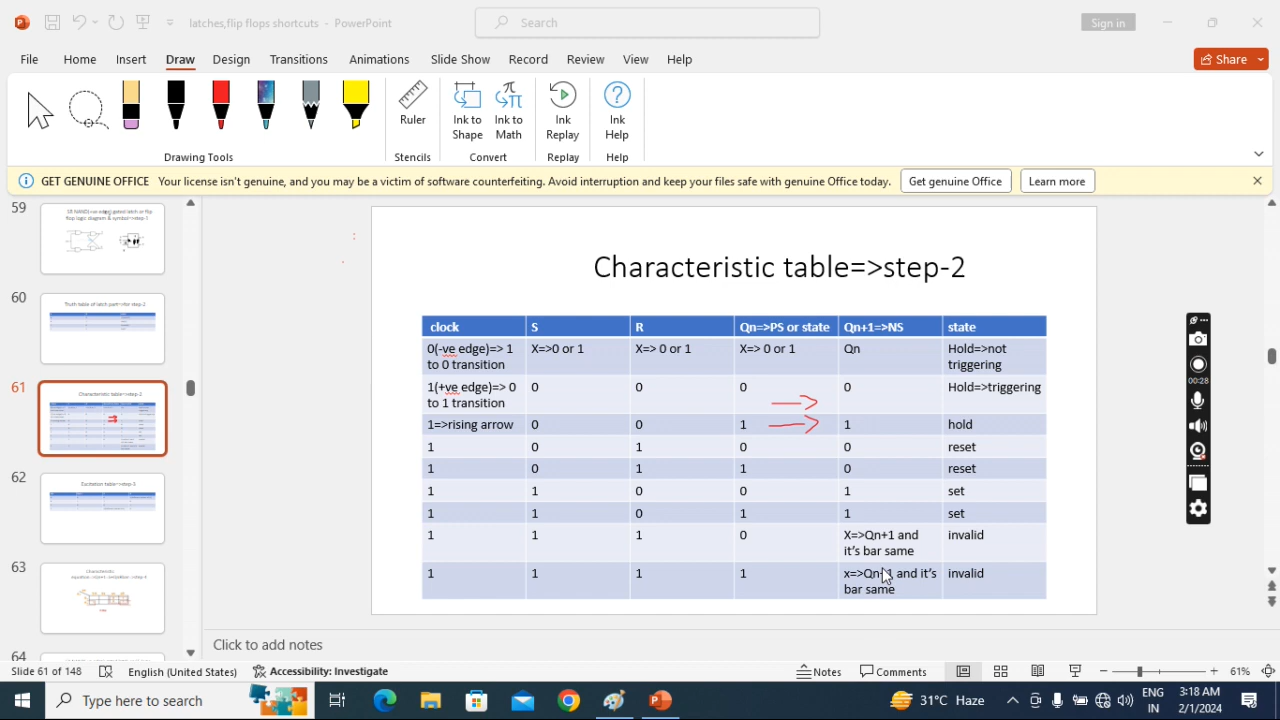 latches,flip flops shortcuts - PowerPoint
Search
Sign in
File Home Insert Draw Design Transitions Animations Slide Show Record Review View Help
Share
Ruler
Ink to Shape
Ink to Math
Ink Replay
Ink Help
Drawing Tools Stencils Convert Replay Help
GET GENUINE OFFICE Your license isn't genuine, and you may be a victim of software counterfeiting. Avoid interruption and keep your files safe with genuine Office today. Get genuine Office Learn more
59
60
Truth table of latch part=>for step-2
61
Characteristic table=>step-2
62
Excitation table=>step-3
63
64
Characteristic table=>step-2
clock S R Qn=>PS or state Qn+1=>NS state
0(-ve edge)=> 1 X=>0 or 1 X=> 0 or 1 X=> 0 or 1 Qn Hold=>not
to 0 transition triggering
1(+ve edge)=> 0 0 0 0 0 Hold=>triggering
to 1 transition
1=>rising arrow 0 0 1 1 hold
1 0 1 0 0 reset
1 0 1 1 0 reset
1 1 0 0 1 set
1 1 0 1 1 set
1 1 1 0 X=>Qn+1 and invalid
it's bar same
1 1 1 1 x=>Qn+1 and it's invalid
bar same
00:28
Click to add notes
Slide 61 of 148 English (United States) Accessibility: Investigate Notes Comments 61%
Type here to search
31°C Haze
ENG
IN
3:18 AM
2/1/2024